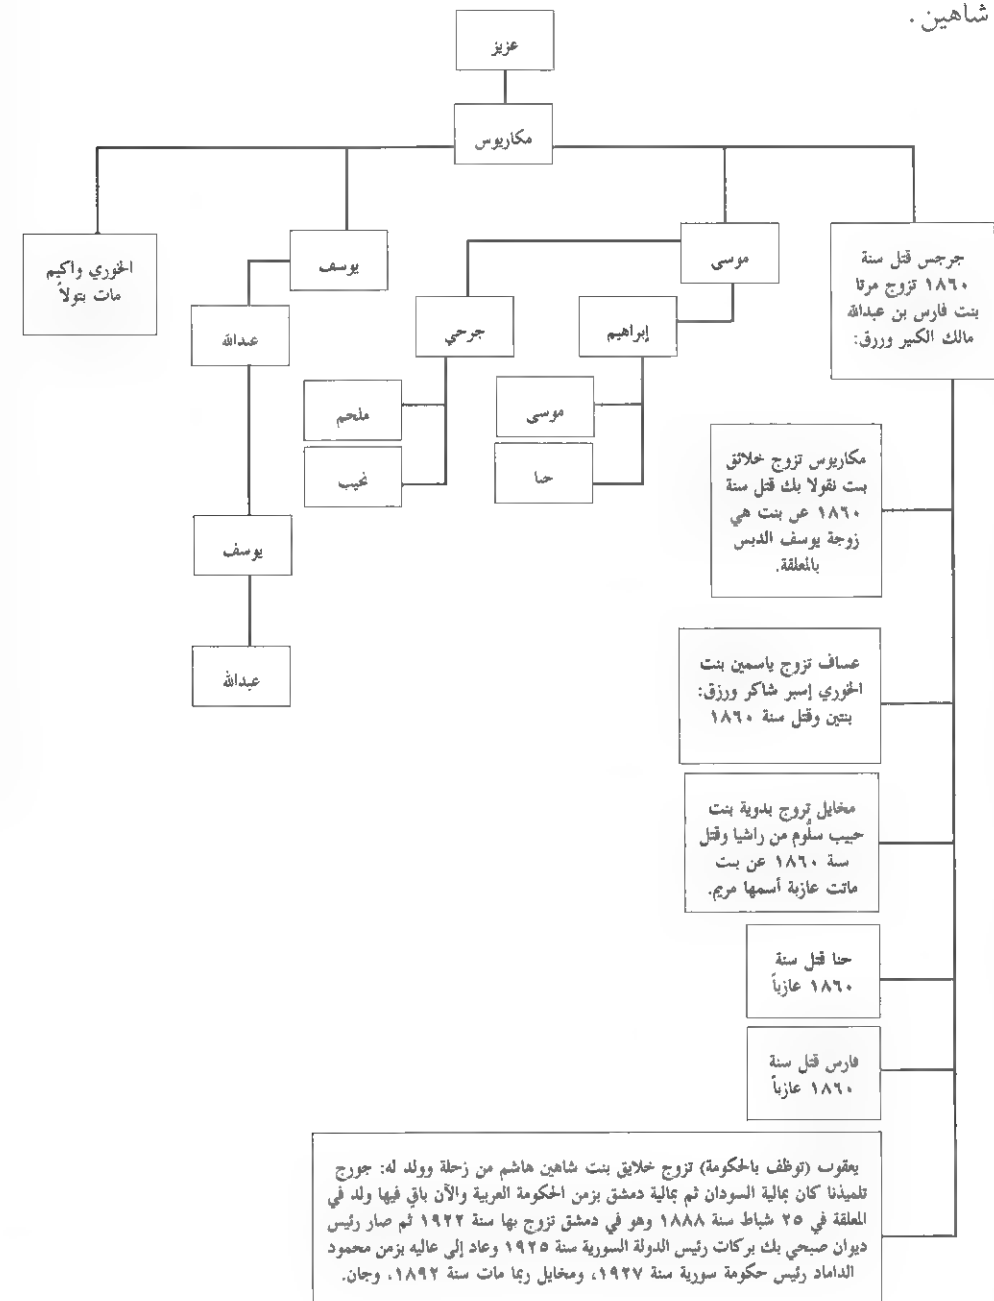 شاهين.
عزيز
مكاريوس
جرجس قتل سنة
١٨٦٠ تزوج مرتا
بنت فارس بن عبدالله
مالك الكبير ورزق:
موسى
يوسف
الخوري واكيم
مات بتولاً
إبراهيم
جرجي
عبدالله
موسى
حنا
ملحم
نجيب
يوسف
عبدالله
مكاريوس تزوج خلائق
بنت نقولا بك قتل سنة
١٨٦٠ عن بنت هي
زوجة يوسف الدبس
بالمعلقة.
عساف تزوج ياسمين بنت
الخوري إسبر شاكر ورزق:
بنتين وقتل سنة ١٨٦٠
مخايل تزوج بدوية بنت
حبيب سلّوم من راشيا وقتل
سنة ١٨٦٠ عن بنت
ماتت عازبة أسمها مريم.
حنا قتل سنة
١٨٦٠ عازباً
فارس قتل سنة
١٨٦٠ عازباً
يعقوب (توظف بالحكومة) تزوج خلايق بنت شاهين هاشم من زحلة وولد له: جورج
تلميذنا كان بمالية السودان ثم بمالية دمشق بزمن الحكومة العربية والآن باقٍ فيها ولد في
المعلقة في ٢٥ شباط سنة ١٨٨٨ وهو في دمشق تزوج بها سنة ١٩٢٢ ثم صار رئيس
ديوان صبحي بك بركات رئيس الدولة السورية سنة ١٩٢٥ وعاد إلى عاليه بزمن محمود
الداماد رئيس حكومة سورية سنة ١٩٢٧، ومخايل ربما مات سنة ١٨٩٢، وجان.